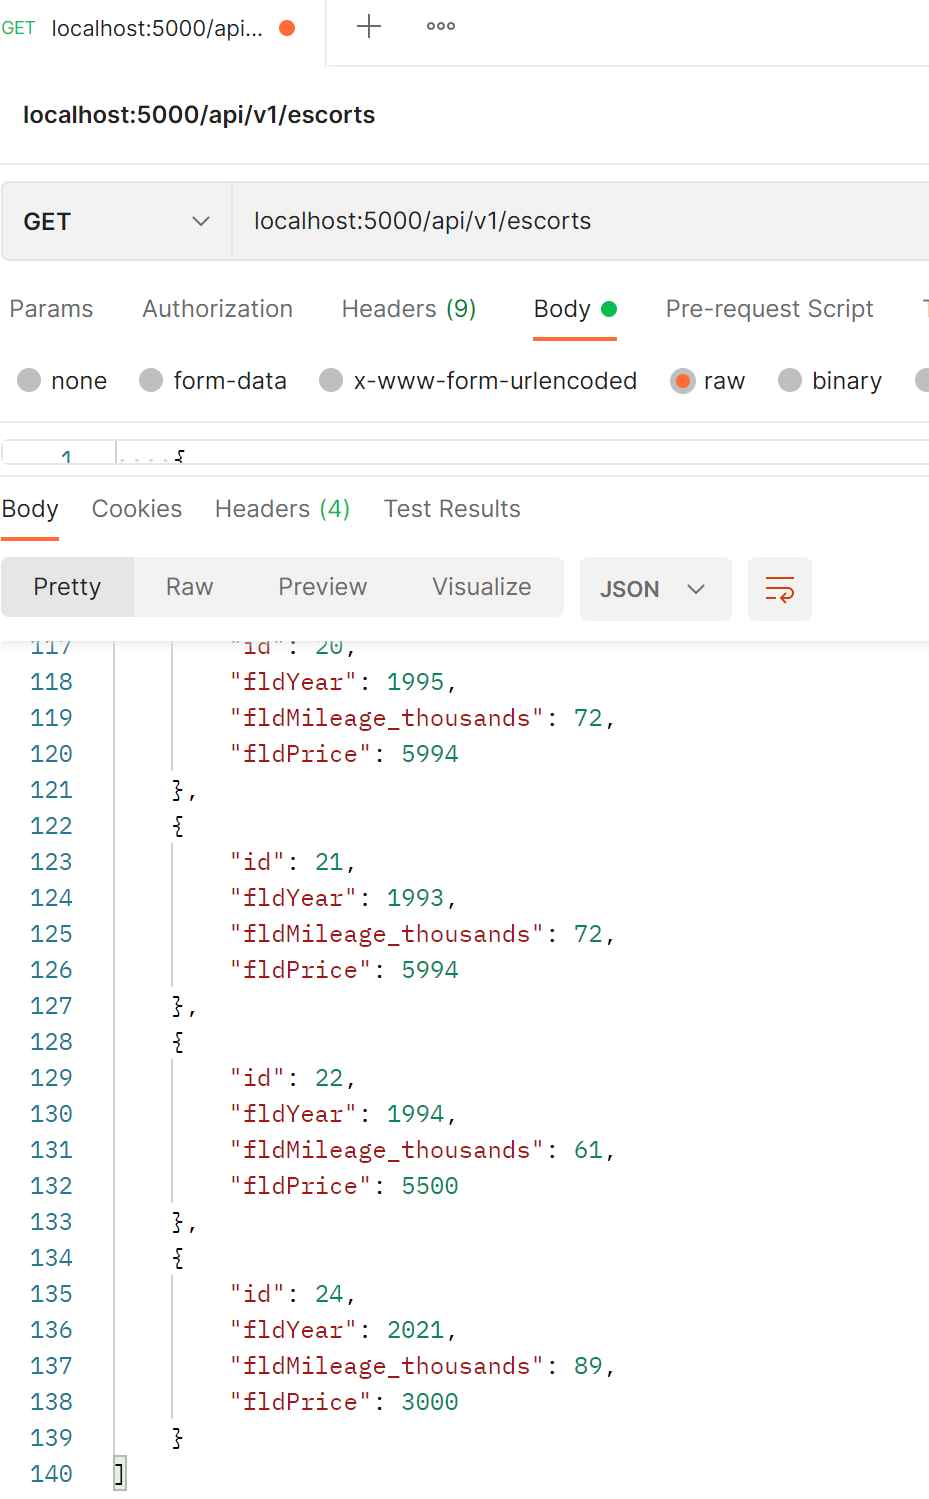 GET localhost:5000/api...
localhost:5000/api/v1/escorts
GET localhost:5000/api/v1/escorts
Params Authorization Headers (9) Body Pre-request Script
none form-data x-www-form-urlencoded raw binary
1 {
Body Cookies Headers (4) Test Results
Pretty Raw Preview Visualize JSON
117 "id": 20,
118 "fldYear": 1995,
119 "fldMileage_thousands": 72,
120 "fldPrice": 5994
121 },
122 {
123 "id": 21,
124 "fldYear": 1993,
125 "fldMileage_thousands": 72,
126 "fldPrice": 5994
127 },
128 {
129 "id": 22,
130 "fldYear": 1994,
131 "fldMileage_thousands": 61,
132 "fldPrice": 5500
133 },
134 {
135 "id": 24,
136 "fldYear": 2021,
137 "fldMileage_thousands": 89,
138 "fldPrice": 3000
139 }
140 ]